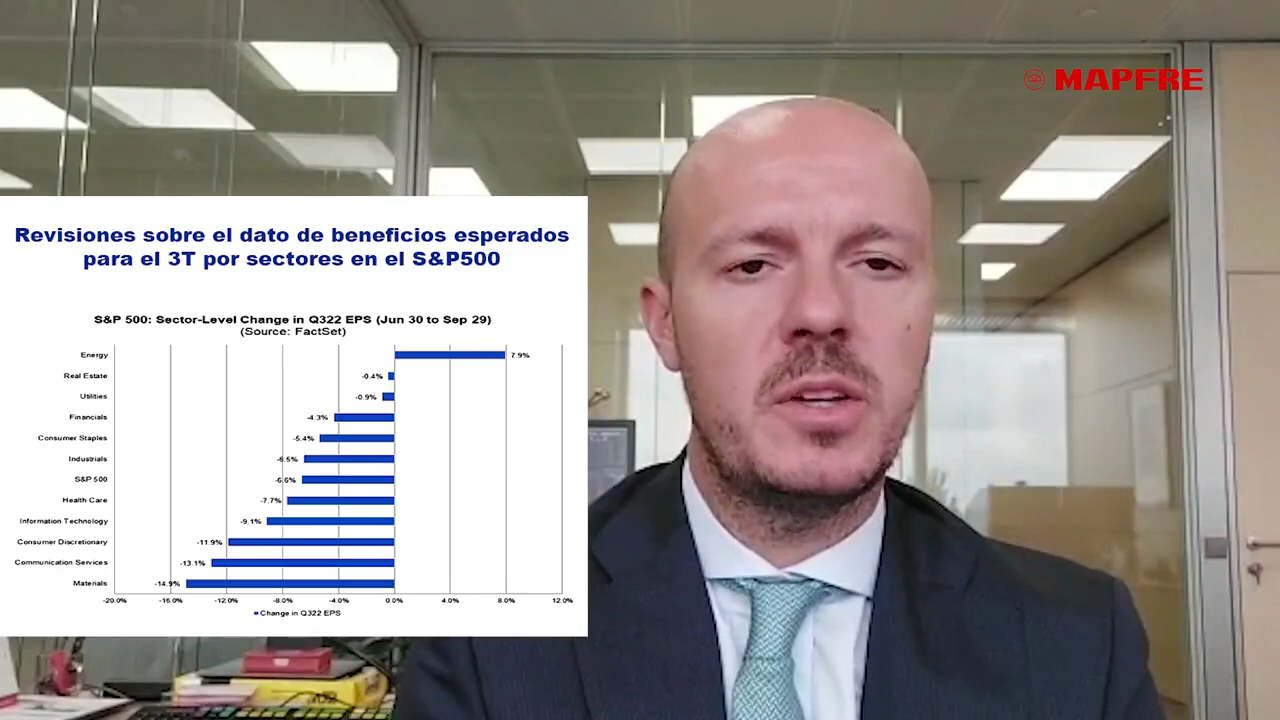 MAPFRE
Revisiones sobre el dato de beneficios esperados
para el 3T por sectores en el S&P500
S&P 500: Sector-Level Change in Q322 EPS (Jun 30 to Sep 29)
(Source: FactSet)
Energy 7.9%
Real Estate -0.4%
Utilities -0.9%
Financials -4.3%
Consumer Staples -5.4%
Industrials -6.5%
S&P 500 -6.6%
Health Care -7.7%
Information Technology -9.1%
Consumer Discretionary -11.9%
Communication Services -13.1%
Materials -14.9%
-20.0% -16.0% -12.0% -8.0% -4.0% 0.0% 4.0% 8.0% 12.0%
Change in Q322 EPS